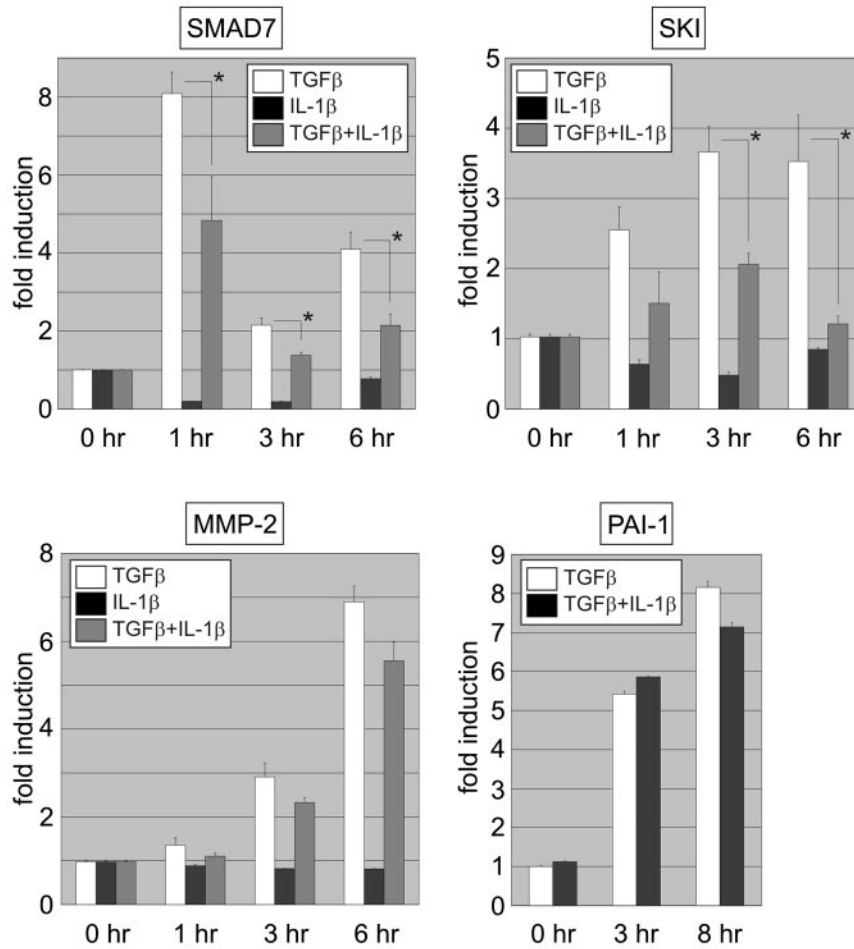 SMAD7
fold induction
8
6
4
2
0
TGFβ
IL-1β
TGFβ+IL-1β
*
*
*
0 hr 1 hr 3 hr 6 hr
SKI
fold induction
5
4
3
2
1
0
TGFβ
IL-1β
TGFβ+IL-1β
*
*
0 hr 1 hr 3 hr 6 hr
MMP-2
fold induction
8
6
4
2
0
TGFβ
IL-1β
TGFβ+IL-1β
0 hr 1 hr 3 hr 6 hr
PAI-1
fold induction
9
8
7
6
5
4
3
2
1
0
TGFβ
TGFβ+IL-1β
0 hr 3 hr 8 hr